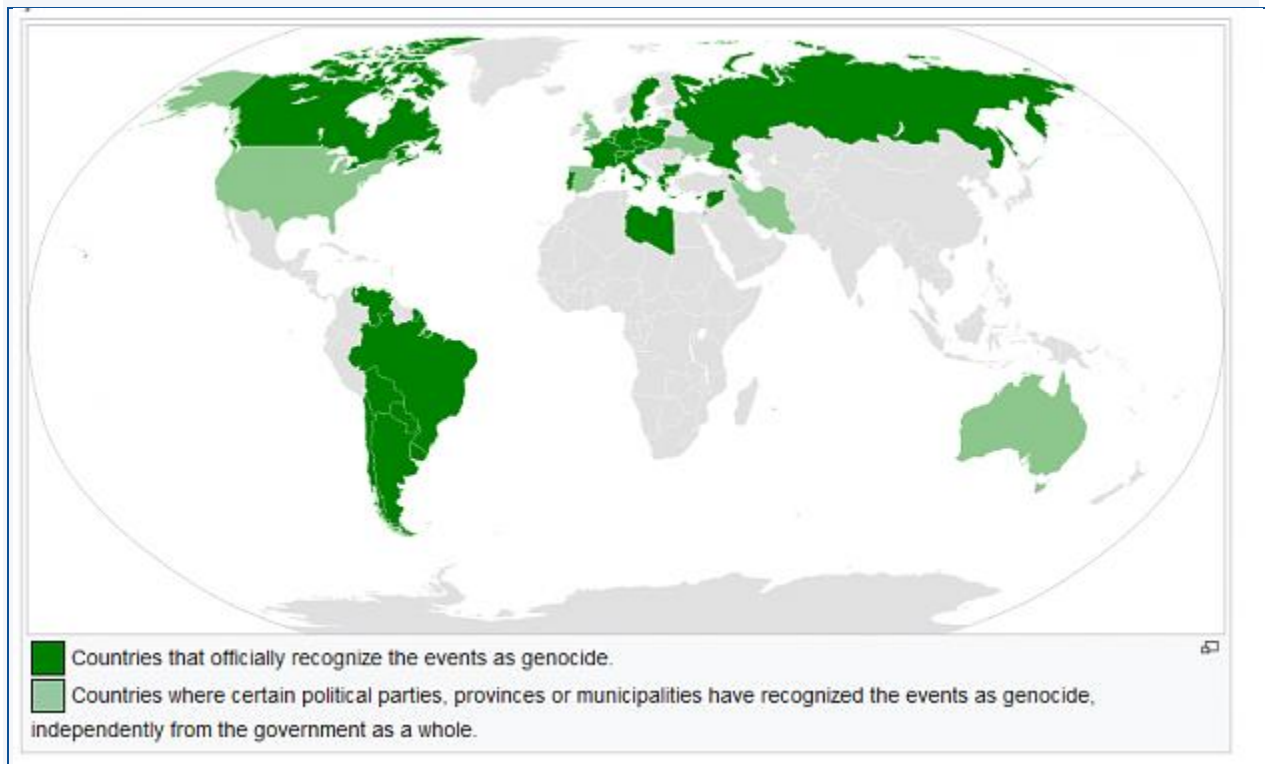 Countries that officially recognize the events as genocide.
Countries where certain political parties, provinces or municipalities have recognized the events as genocide,
independently from the government as a whole.